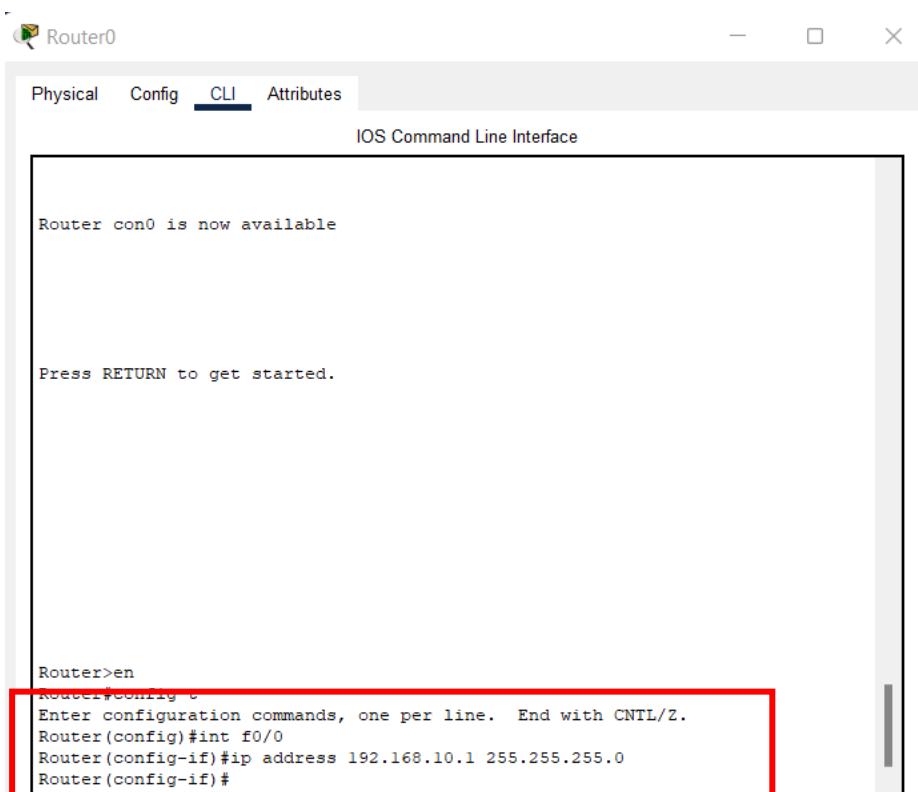 Router0
Physical Config CLI Attributes
IOS Command Line Interface
Router con0 is now available
Press RETURN to get started.
Router>en
Router#config t
Enter configuration commands, one per line.  End with CNTL/Z.
Router(config)#int f0/0
Router(config-if)#ip address 192.168.10.1 255.255.255.0
Router(config-if)#